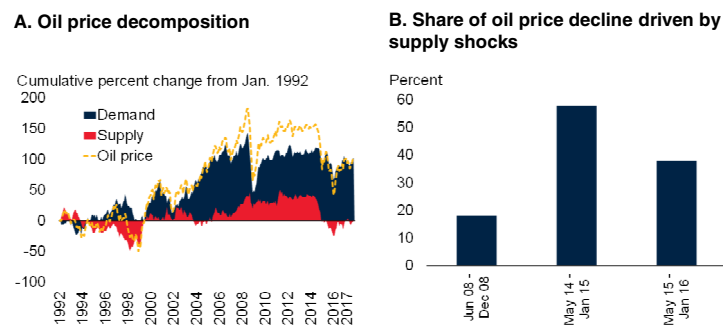 A. Oil price decomposition
Cumulative percent change from Jan. 1992
200
150
100
50
0
-50
-100
Demand
Supply
Oil price
1992
1994
1996
1998
2000
2002
2004
2006
2008
2010
2012
2014
2016
2017
B. Share of oil price decline driven by
supply shocks
Percent
60
50
40
30
20
10
0
Jun 08 -
Dec 08
May 14 -
Jan 15
May 15 -
Jan 16